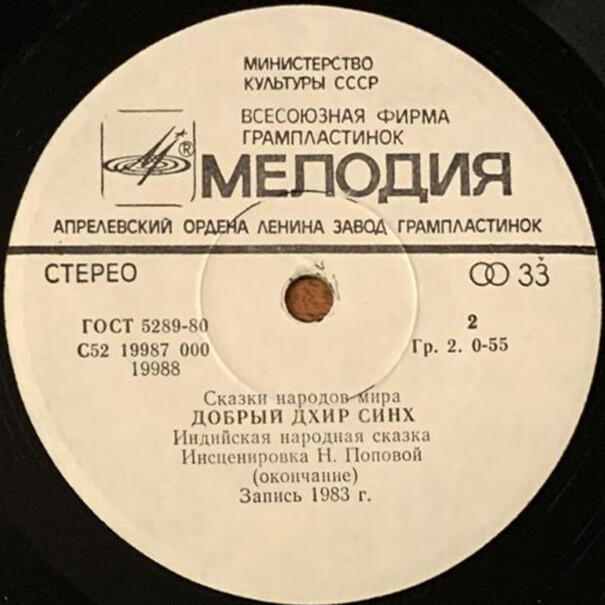 МИНИСТЕРСТВО
КУЛЬТУРЫ СССР
ВСЕСОЮЗНАЯ ФИРМА
ГРАМПЛАСТИНОК
®
МЕЛОДИЯ
АПРЕЛЕВСКИЙ ОРДЕНА ЛЕНИНА ЗАВОД ГРАМПЛАСТИНОК
СТЕРЕО 33
ГОСТ 5289-80 2
С52 19987 000 Гр. 2. 0-55
19988
Сказки народов мира
ДОБРЫЙ ДХИР СИНХ
Индийская народная сказка
Инсценировка Н. Поповой
(окончание)
Запись 1983 г.